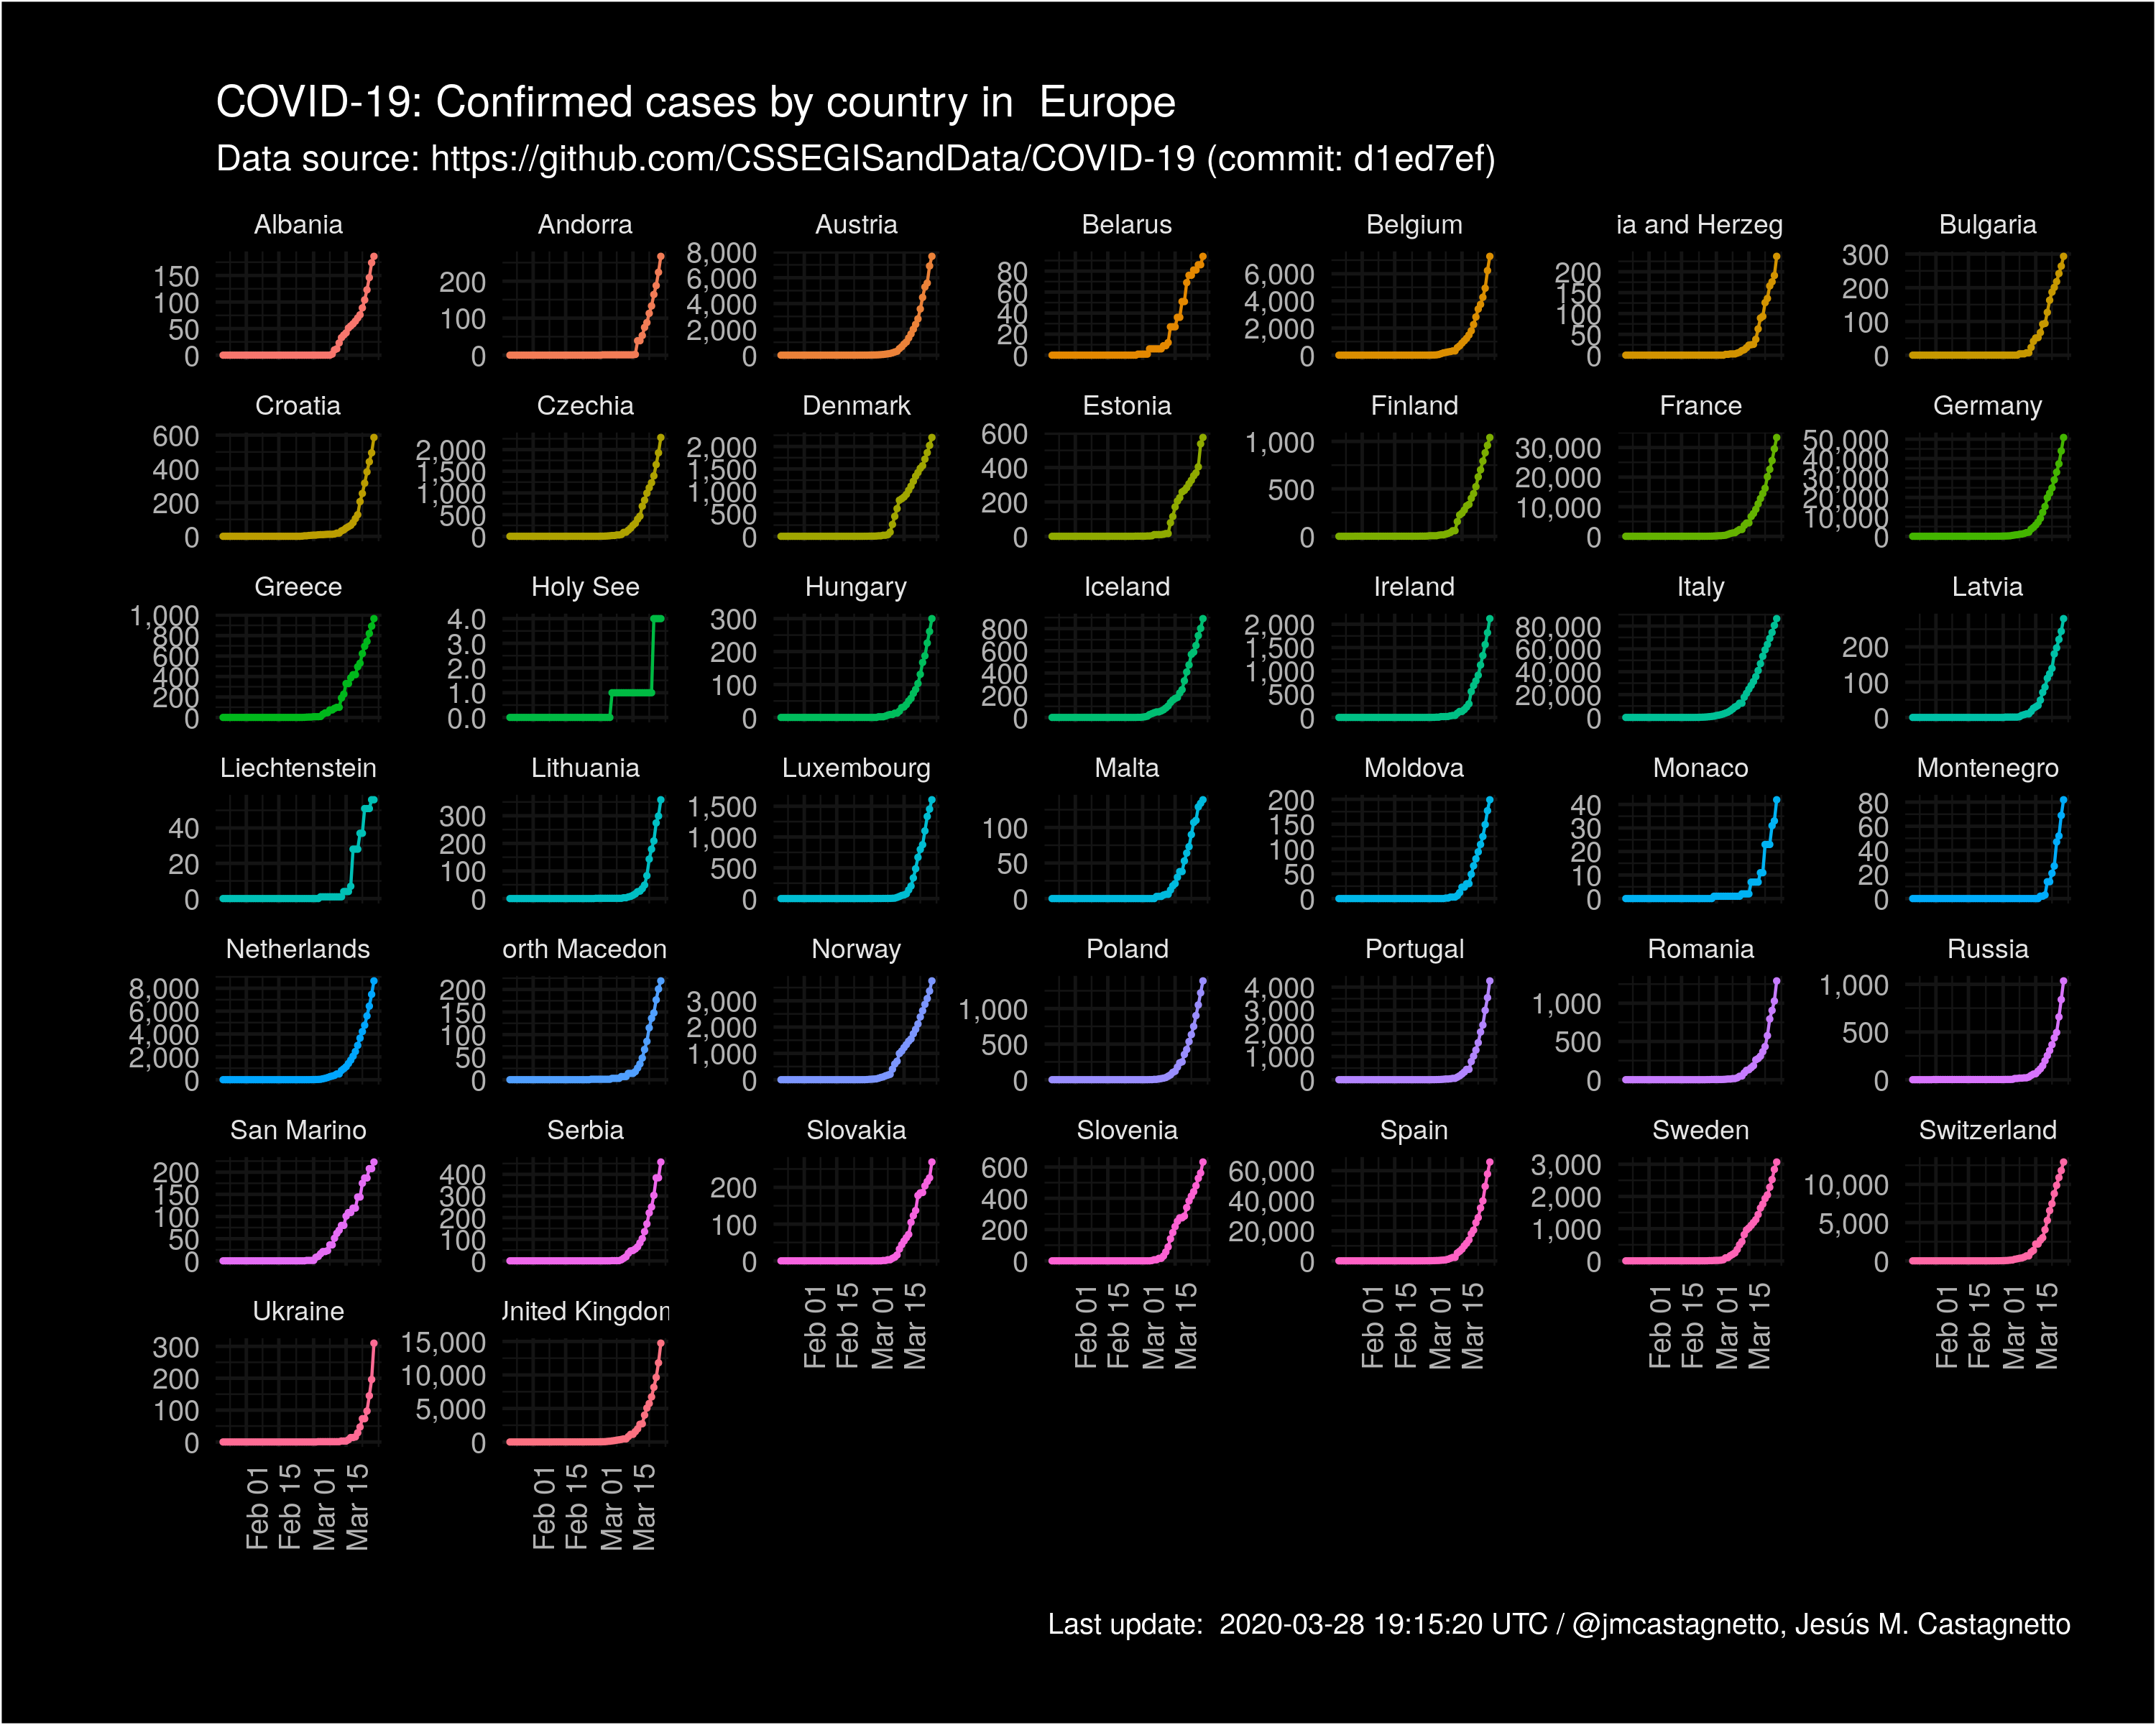 COVID-19: Confirmed cases by country in  Europe
Data source: https://github.com/CSSEGISandData/COVID-19 (commit: d1ed7ef)
Albania Andorra Austria Belarus Belgium ia and Herzeg Bulgaria
150 100 50 0
200 100 0
8,000 6,000 4,000 2,000 0
80 60 40 20 0
6,000 4,000 2,000 0
200 150 100 50 0
300 200 100 0
Croatia Czechia Denmark Estonia Finland France Germany
600 400 200 0
2,000 1,500 1,000 500 0
2,000 1,500 1,000 500 0
600 400 200 0
1,000 500 0
30,000 20,000 10,000 0
50,000 40,000 30,000 20,000 10,000 0
Greece Holy See Hungary Iceland Ireland Italy Latvia
1,000 800 600 400 200 0
4.0 3.0 2.0 1.0 0.0
300 200 100 0
800 600 400 200 0
2,000 1,500 1,000 500 0
80,000 60,000 40,000 20,000 0
200 100 0
Liechtenstein Lithuania Luxembourg Malta Moldova Monaco Montenegro
40 20 0
300 200 100 0
1,500 1,000 500 0
100 50 0
200 150 100 50 0
40 30 20 10 0
80 60 40 20 0
Netherlands orth Macedon Norway Poland Portugal Romania Russia
8,000 6,000 4,000 2,000 0
200 150 100 50 0
3,000 2,000 1,000 0
1,000 500 0
4,000 3,000 2,000 1,000 0
1,000 500 0
1,000 500 0
San Marino Serbia Slovakia Slovenia Spain Sweden Switzerland
200 150 100 50 0
400 300 200 100 0
200 100 0
600 400 200 0
60,000 40,000 20,000 0
3,000 2,000 1,000 0
10,000 5,000 0
Feb 01 Feb 15 Mar 01 Mar 15
Feb 01 Feb 15 Mar 01 Mar 15
Feb 01 Feb 15 Mar 01 Mar 15
Feb 01 Feb 15 Mar 01 Mar 15
Feb 01 Feb 15 Mar 01 Mar 15
Ukraine United Kingdom
300 200 100 0
15,000 10,000 5,000 0
Feb 01 Feb 15 Mar 01 Mar 15
Feb 01 Feb 15 Mar 01 Mar 15
Last update:  2020-03-28 19:15:20 UTC / @jmcastagnetto, Jesús M. Castagnetto